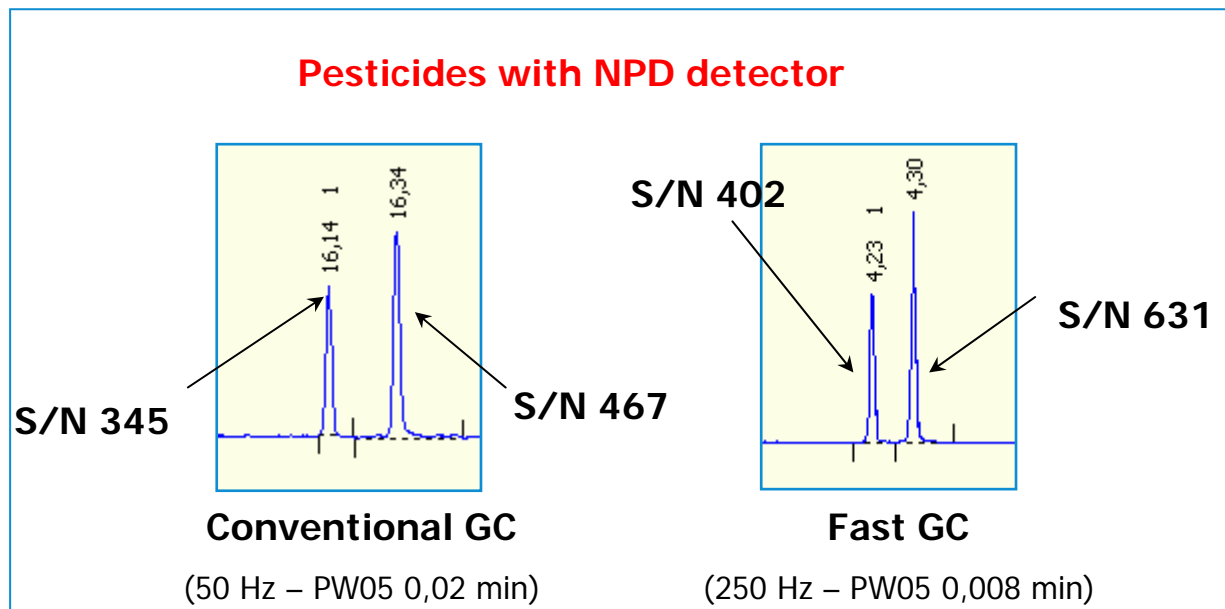 Pesticides with NPD detector
16,14 1
16,34
S/N 345
S/N 467
Conventional GC
(50 Hz – PW05 0,02 min)
S/N 402
4,23 1
4,30
S/N 631
Fast GC
(250 Hz – PW05 0,008 min)